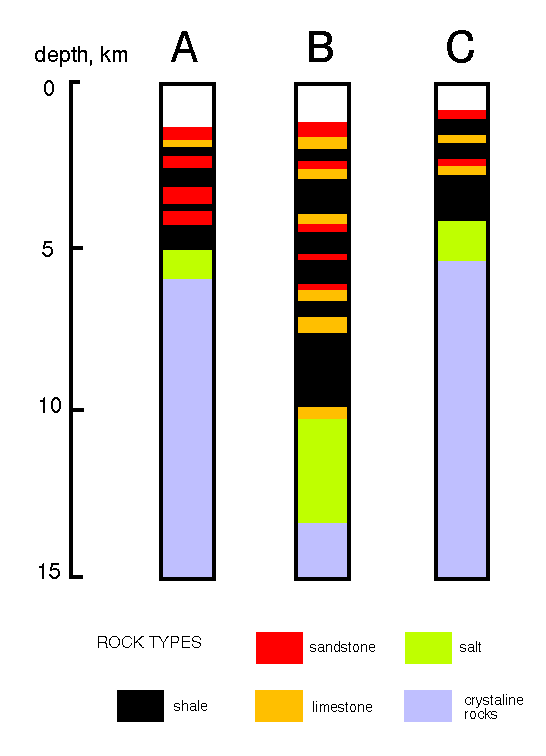 A B C
depth, km
0
5
10
15
ROCK TYPES
sandstone
salt
shale
limestone
crystaline
rocks